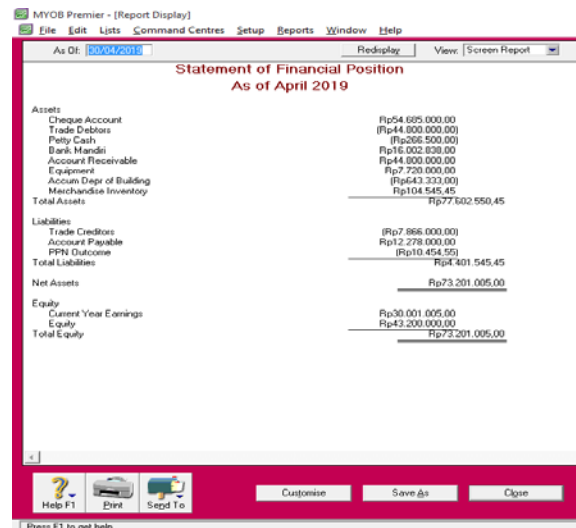 MYOB Premier - [Report Display]
File Edit Lists Command Centres Setup Reports Window Help
As Of: 30/04/2019 Redisplay View: Screen Report
Statement of Financial Position
As of April 2019
Assets
Cheque Account Rp54.685.000,00
Trade Debtors (Rp44.800.000,00)
Petty Cash (Rp266.500,00)
Bank Mandiri Rp16.002.838,00
Account Receivable Rp44.800.000,00
Equipment Rp7.720.000,00
Accum Depr of Building (Rp643.333,00)
Merchandise Inventory Rp104.545,45
Total Assets Rp77.602.550,45
Liabilities
Trade Creditors (Rp7.866.000,00)
Account Payable Rp12.278.000,00
PPN Outcome (Rp10.454,55)
Total Liabilities Rp4.401.545,45
Net Assets Rp73.201.005,00
Equity
Current Year Earnings Rp30.001.005,00
Equity Rp43.200.000,00
Total Equity Rp73.201.005,00
Help F1 Print Send To Customise Save As Close
Press F1 to get help